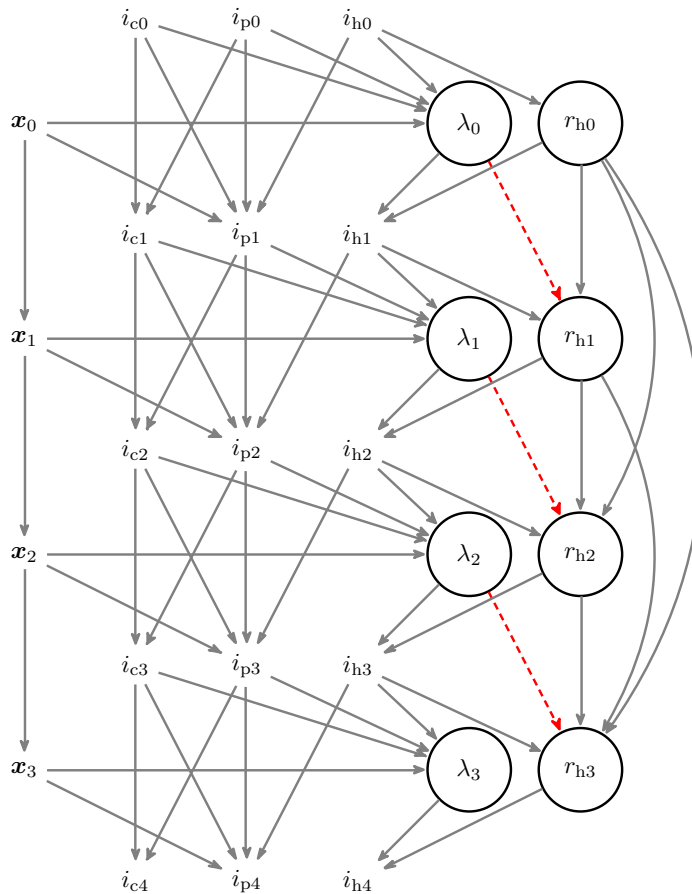 i_c0 i_p0 i_h0
x_0 λ_0 r_h0
i_c1 i_p1 i_h1
x_1 λ_1 r_h1
i_c2 i_p2 i_h2
x_2 λ_2 r_h2
i_c3 i_p3 i_h3
x_3 λ_3 r_h3
i_c4 i_p4 i_h4